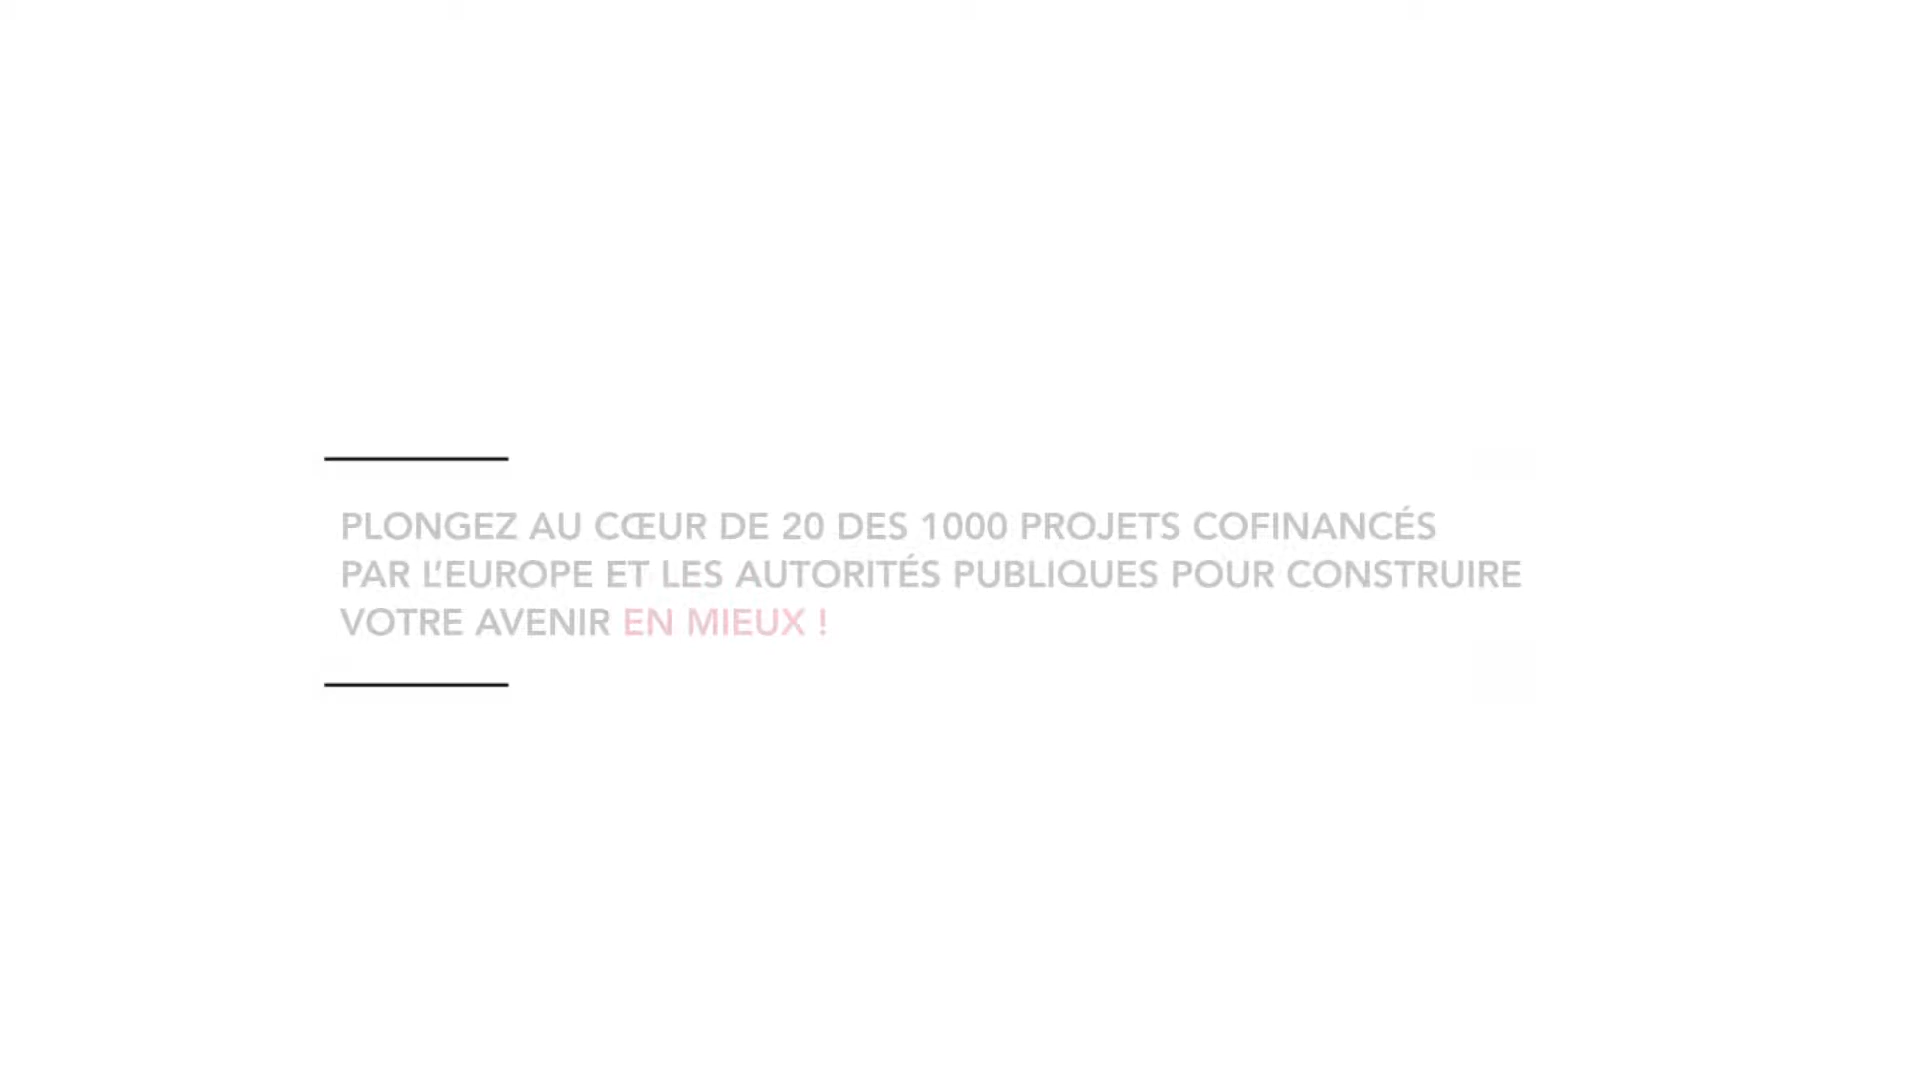 PLONGEZ AU CŒUR DE 20 DES 1000 PROJETS COFINANCÉS
PAR L’EUROPE ET LES AUTORITÉS PUBLIQUES POUR CONSTRUIRE
VOTRE AVENIR EN MIEUX !